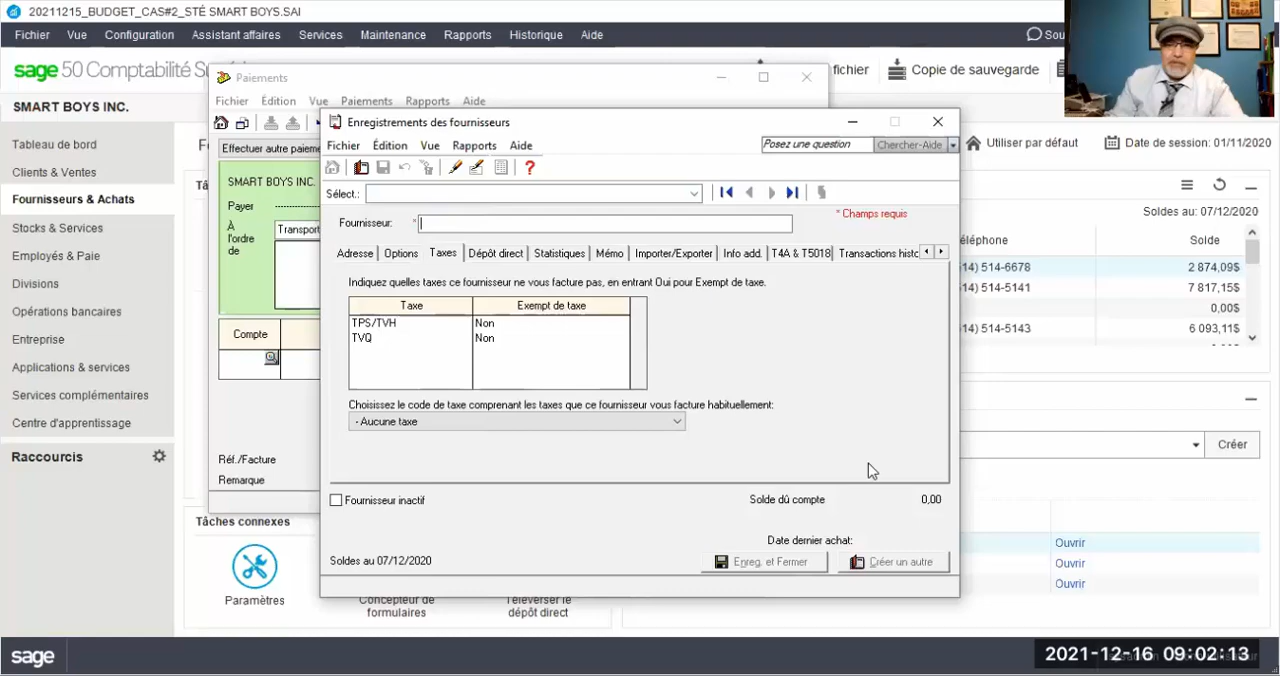 20211215_BUDGET_CAS#2_STÉ SMART BOYS.SAI
Fichier Vue Configuration Assistant affaires Services Maintenance Rapports Historique Aide
sage 50 Comptabilité
Paiements
fichier
Copie de sauvegarde
SMART BOYS INC.
Fichier Édition Vue Paiements Rapports Aide
Enregistrements des fournisseurs
Tableau de bord
Clients & Ventes
Fournisseurs & Achats
Stocks & Services
Employés & Paie
Divisions
Opérations bancaires
Entreprise
Applications & services
Services complémentaires
Centre d'apprentissage
Raccourcis
Effectuer autre paieme
SMART BOYS INC.
Payer
À l'ordre de
Transport
Compte
Réf./Facture
Remarque
Fichier Édition Vue Rapports Aide
Posez une question
Chercher-Aide
Sélect.:
Fournisseur: *
* Champs requis
Adresse Options Taxes Dépôt direct Statistiques Mémo Importer/Exporter Info add. T4A & T5018 Transactions histo
Indiquez quelles taxes ce fournisseur ne vous facture pas, en entrant Oui pour Exempt de taxe.
Taxe Exempt de taxe
TPS/TVH Non
TVQ Non
Choisissez le code de taxe comprenant les taxes que ce fournisseur vous facture habituellement:
- Aucune taxe
Fournisseur inactif
Solde dû compte 0,00
Date dernier achat:
Soldes au 07/12/2020
Enreg. et Fermer
Créer un autre
Utiliser par défaut
Date de session: 01/11/2020
Soldes au: 07/12/2020
éléphone Solde
14) 514-6678 2 874,09$
14) 514-5141 7 817,15$
0,00$
14) 514-5143 6 093,11$
Créer
Ouvrir
Ouvrir
Ouvrir
Tâches connexes
Paramètres
Concepteur de
formulaires
Téléverser le
dépôt direct
sage
2021-12-16 09:02:13